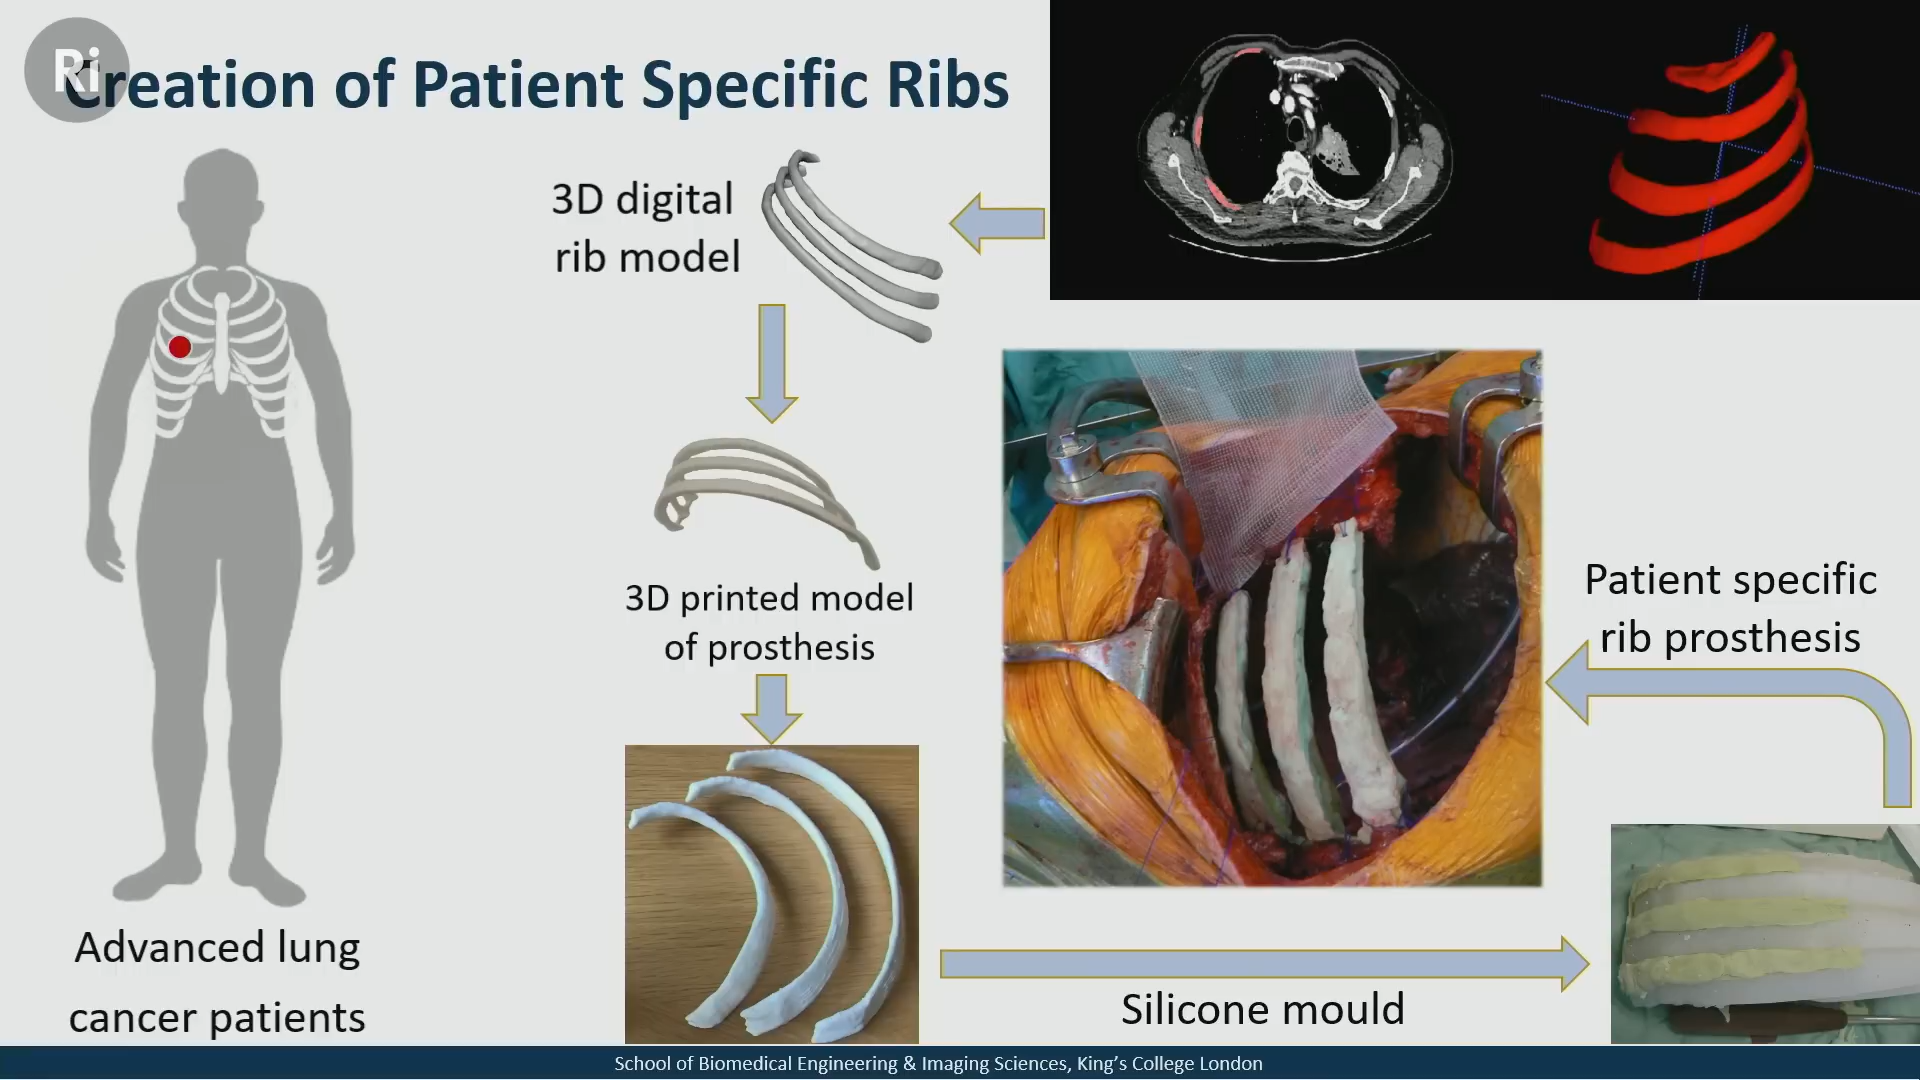 Ri
Creation of Patient Specific Ribs
3D digital
rib model
3D printed model
of prosthesis
Patient specific
rib prosthesis
Advanced lung
cancer patients
Silicone mould
School of Biomedical Engineering & Imaging Sciences, King's College London